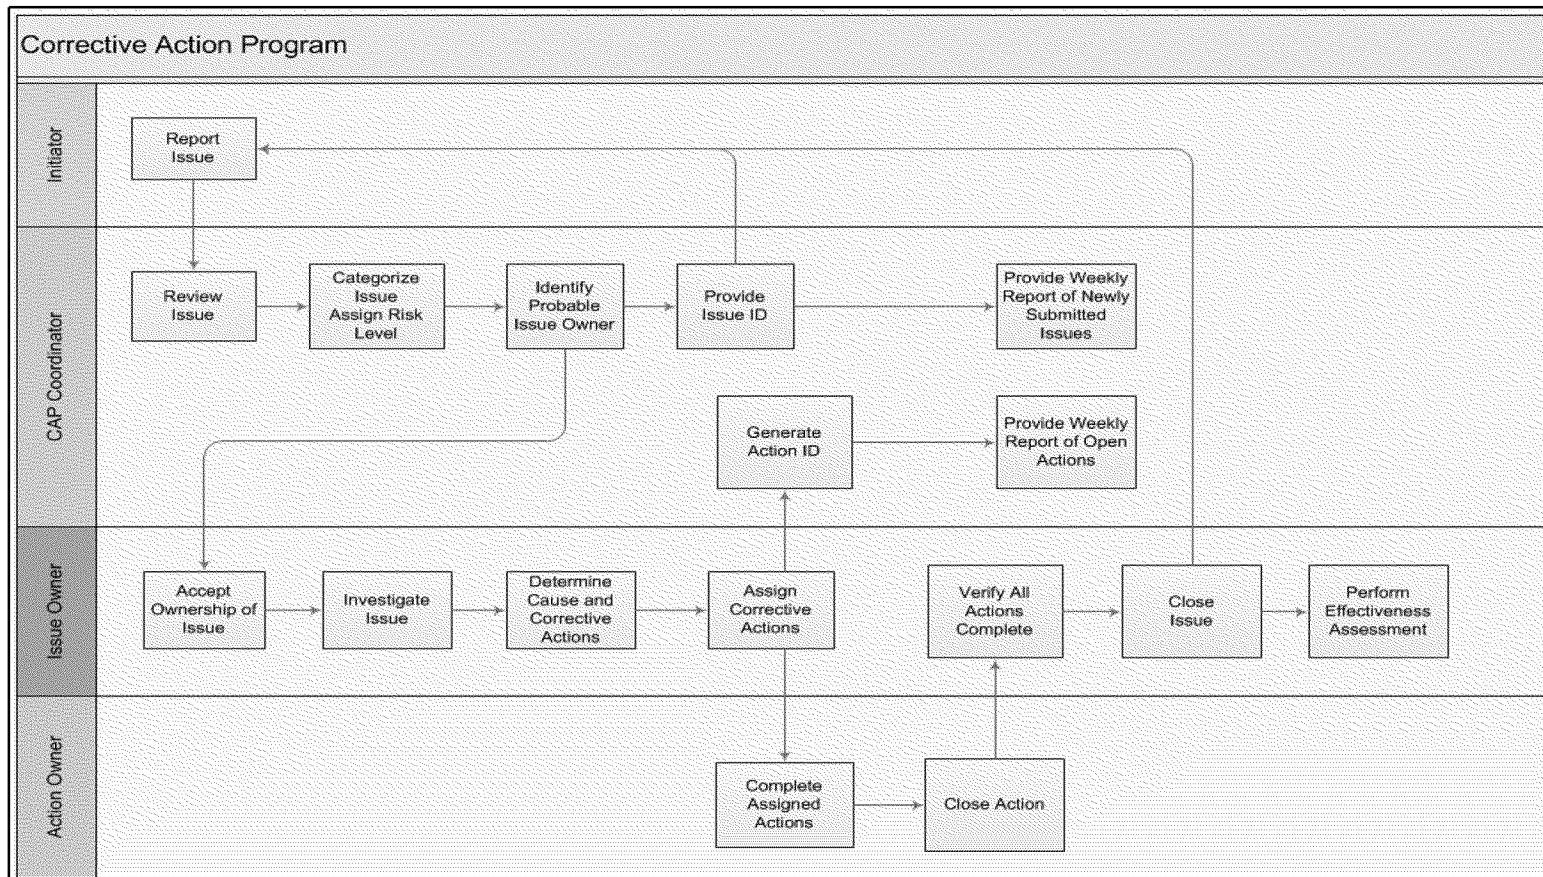 Corrective Action Program
Initiator
Report
Issue
CAP Coordinator
Review
Issue
Categorize
Issue
Assign Risk
Level
Identify
Probable
Issue Owner
Provide
Issue ID
Provide Weekly
Report of Newly
Submitted
Issues
Generate
Action ID
Provide Weekly
Report of Open
Actions
Issue Owner
Accept
Ownership of
Issue
Investigate
Issue
Determine
Cause and
Corrective
Actions
Assign
Corrective
Actions
Verify All
Actions
Complete
Close
Issue
Perform
Effectiveness
Assessment
Action Owner
Complete
Assigned
Actions
Close Action